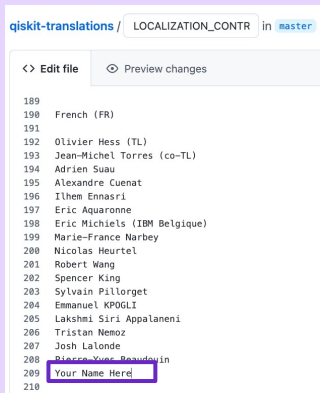 qiskit-translations / LOCALIZATION_CONTR in master
<> Edit file Preview changes
189
190 French (FR)
191
192 Olivier Hess (TL)
193 Jean-Michel Torres (co-TL)
194 Adrien Suau
195 Alexandre Cuenat
196 Ilhem Ennasri
197 Eric Aquaronne
198 Eric Michiels (IBM Belgique)
199 Marie-France Narbey
200 Nicolas Heurtel
201 Robert Wang
202 Spencer King
203 Sylvain Pillorget
204 Emmanuel KPOGLI
205 Lakshmi Siri Appalaneni
206 Tristan Nemoz
207 Josh Lalonde
208 Pierre-Yves Beaudouin
209 Your Name Here
210